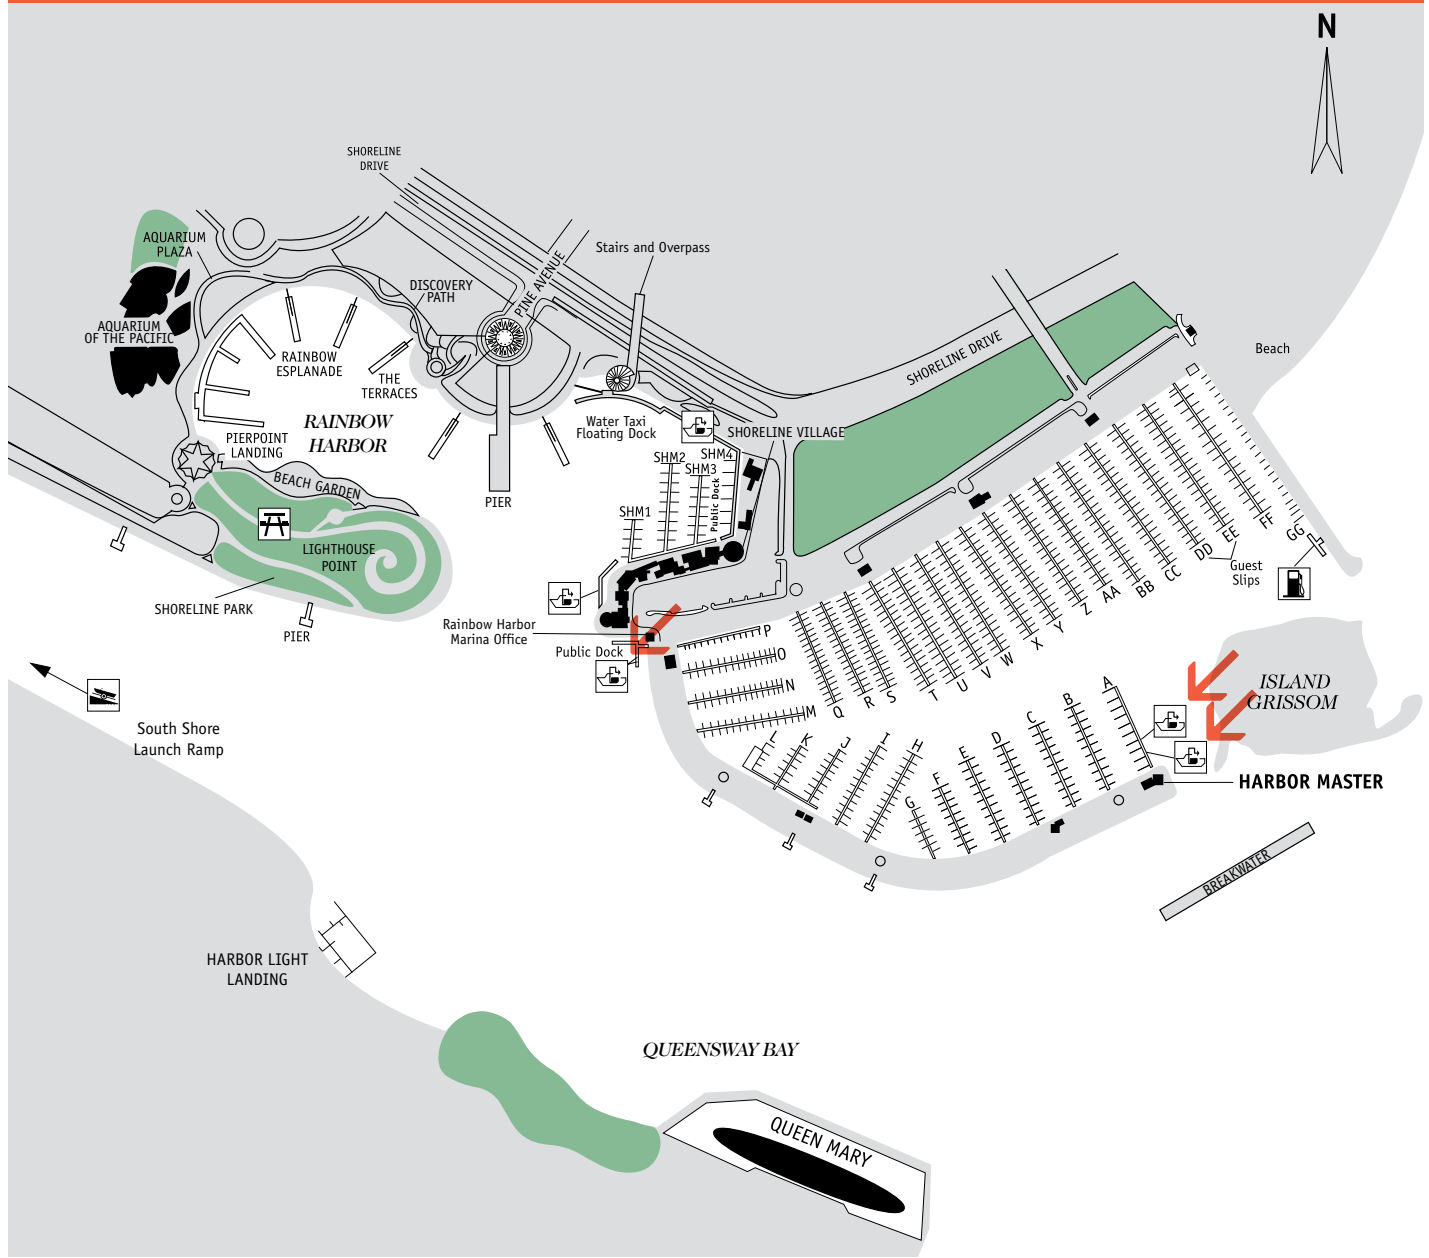 N
SHORELINE
DRIVE
AQUARIUM
PLAZA
Stairs and Overpass
PINE AVENUE
DISCOVERY
PATH
AQUARIUM
OF THE PACIFIC
RAINBOW
ESPLANADE
THE
TERRACES
SHORELINE DRIVE
Beach
RAINBOW
HARBOR
Water Taxi
Floating Dock
SHORELINE VILLAGE
PIERPOINT
LANDING
BEACH GARDEN
PIER
SHM2
SHM4
SHM3
Public Dock
SHM1
LIGHTHOUSE
POINT
SHORELINE PARK
PIER
Rainbow Harbor
Marina Office
Public Dock
GG
FF
EE
DD
Guest
Slips
CC
BB
AA
Z
Y
X
W
V
U
T
S
R
Q
P
O
N
M
L
K
J
I
H
G
F
E
D
C
B
A
ISLAND
GRISSOM
South Shore
Launch Ramp
HARBOR MASTER
BREAKWATER
HARBOR LIGHT
LANDING
QUEENSWAY BAY
QUEEN MARY